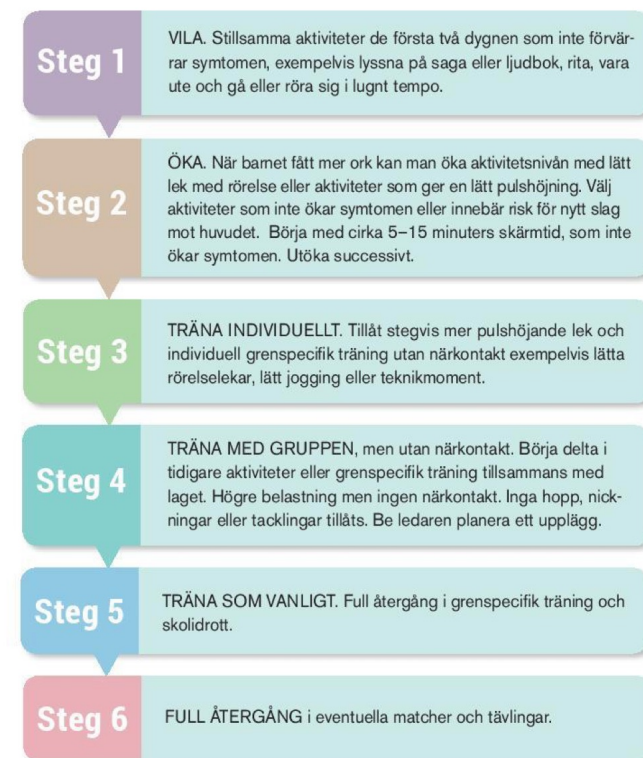 Steg 1
VILA. Stillsamma aktiviteter de första två dygnen som inte förvär-
rar symtomen, exempelvis lyssna på saga eller ljudbok, rita, vara
ute och gå eller röra sig i lugnt tempo.
Steg 2
ÖKA. När barnet fått mer ork kan man öka aktivitetsnivån med lätt
lek med rörelse eller aktiviteter som ger en lätt pulshöjning. Välj
aktiviteter som inte ökar symtomen eller innebär risk för nytt slag
mot huvudet. Börja med cirka 5–15 minuters skärmtid, som inte
ökar symtomen. Utöka successivt.
Steg 3
TRÄNA INDIVIDUELLT. Tillåt stegvis mer pulshöjande lek och
individuell grenspecifik träning utan närkontakt exempelvis lätta
rörelselekar, lätt jogging eller teknikmoment.
Steg 4
TRÄNA MED GRUPPEN, men utan närkontakt. Börja delta i
tidigare aktiviteter eller grenspecifik träning tillsammans med
laget. Högre belastning men ingen närkontakt. Inga hopp, nick-
ningar eller tacklingar tillåts. Be ledaren planera ett upplägg.
Steg 5
TRÄNA SOM VANLIGT. Full återgång i grenspecifik träning och
skolidrott.
Steg 6
FULL ÅTERGÅNG i eventuella matcher och tävlingar.